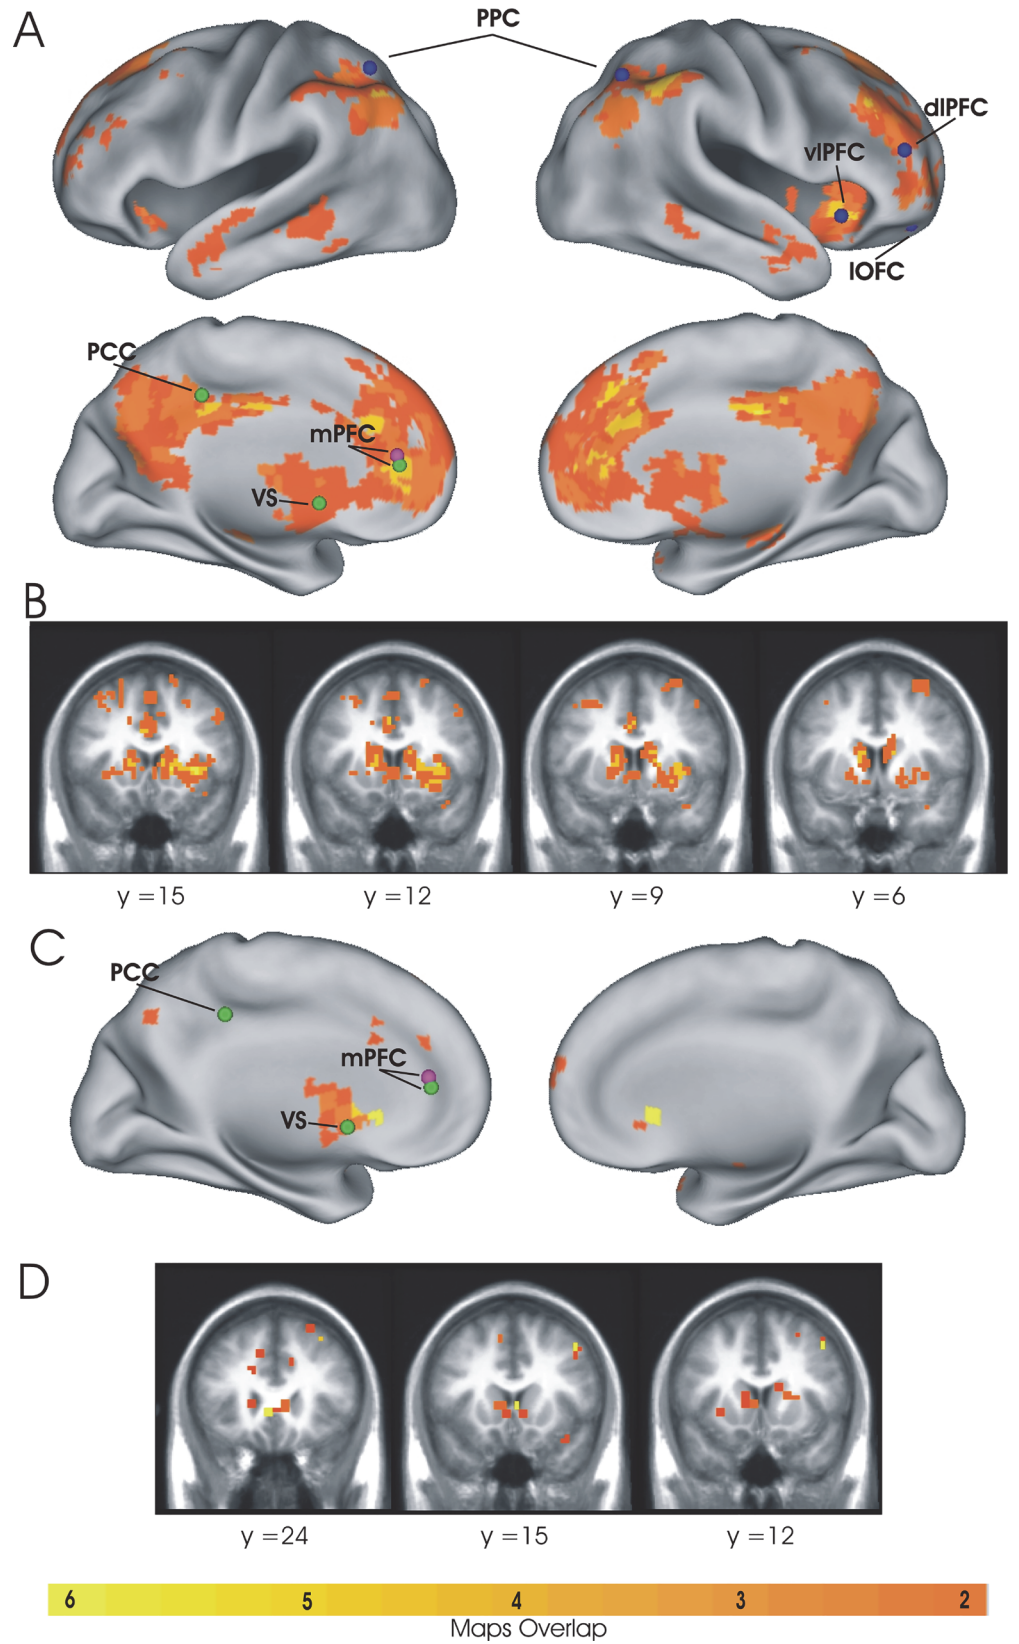 A
PPC
dlPFC
vlPFC
lOFC
PCC
mPFC
VS
B
y =15
y =12
y =9
y =6
C
PCC
mPFC
VS
D
y =24
y =15
y =12
6 5 4 3 2
Maps Overlap